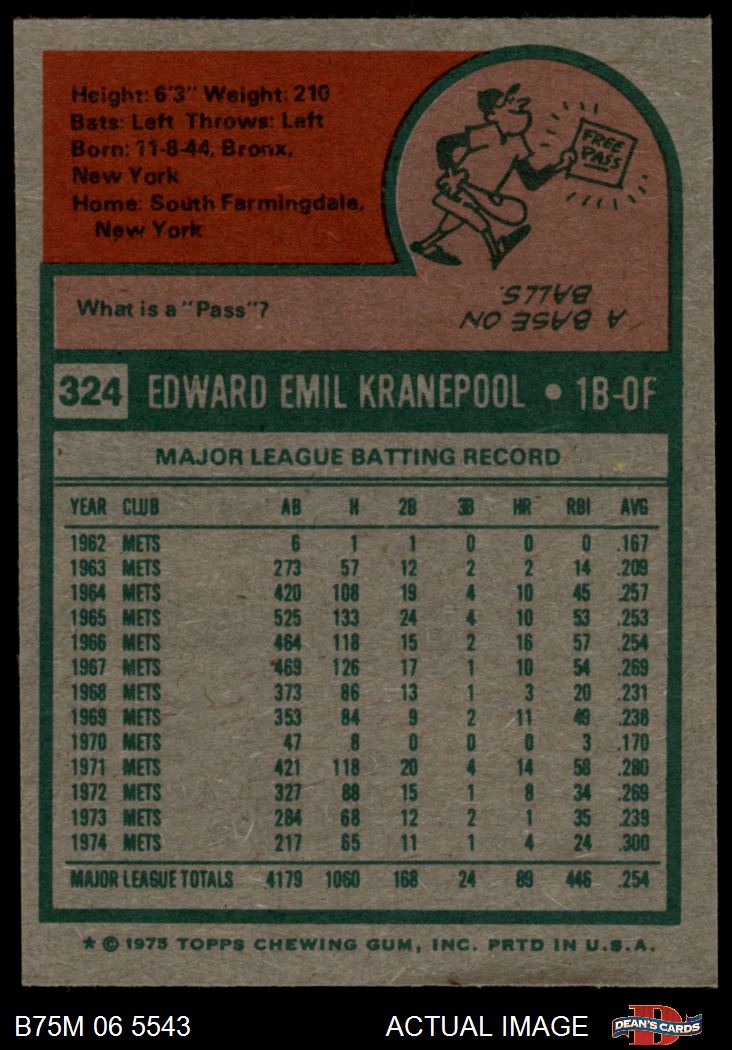 Height: 6'3" Weight: 210
Bats: Left Throws: Left
Born: 11-8-44, Bronx,
New York
Home: South Farmingdale,
New York
FREE
PASS
What is a "Pass"?
A BASE ON
BALLS.
324 EDWARD EMIL KRANEPOOL • 1B-OF
MAJOR LEAGUE BATTING RECORD
YEAR CLUB AB H 2B 3B HR RBI AVG
1962 METS 6 1 1 0 0 0 .167
1963 METS 273 57 12 2 2 14 .209
1964 METS 420 108 19 4 10 45 .257
1965 METS 525 133 24 4 10 53 .253
1966 METS 464 118 15 2 16 57 .254
1967 METS 469 126 17 1 10 54 .269
1968 METS 373 86 13 1 3 20 .231
1969 METS 353 84 9 2 11 49 .238
1970 METS 47 8 0 0 0 3 .170
1971 METS 421 118 20 4 14 58 .280
1972 METS 327 88 15 1 8 34 .269
1973 METS 284 68 12 2 1 35 .239
1974 METS 217 65 11 1 4 24 .300
MAJOR LEAGUE TOTALS 4179 1060 168 24 89 446 .254
* © 1975 TOPPS CHEWING GUM, INC. PRTD IN U.S.A.
B75M 06 5543 ACTUAL IMAGE
D
DEAN'S CARDS